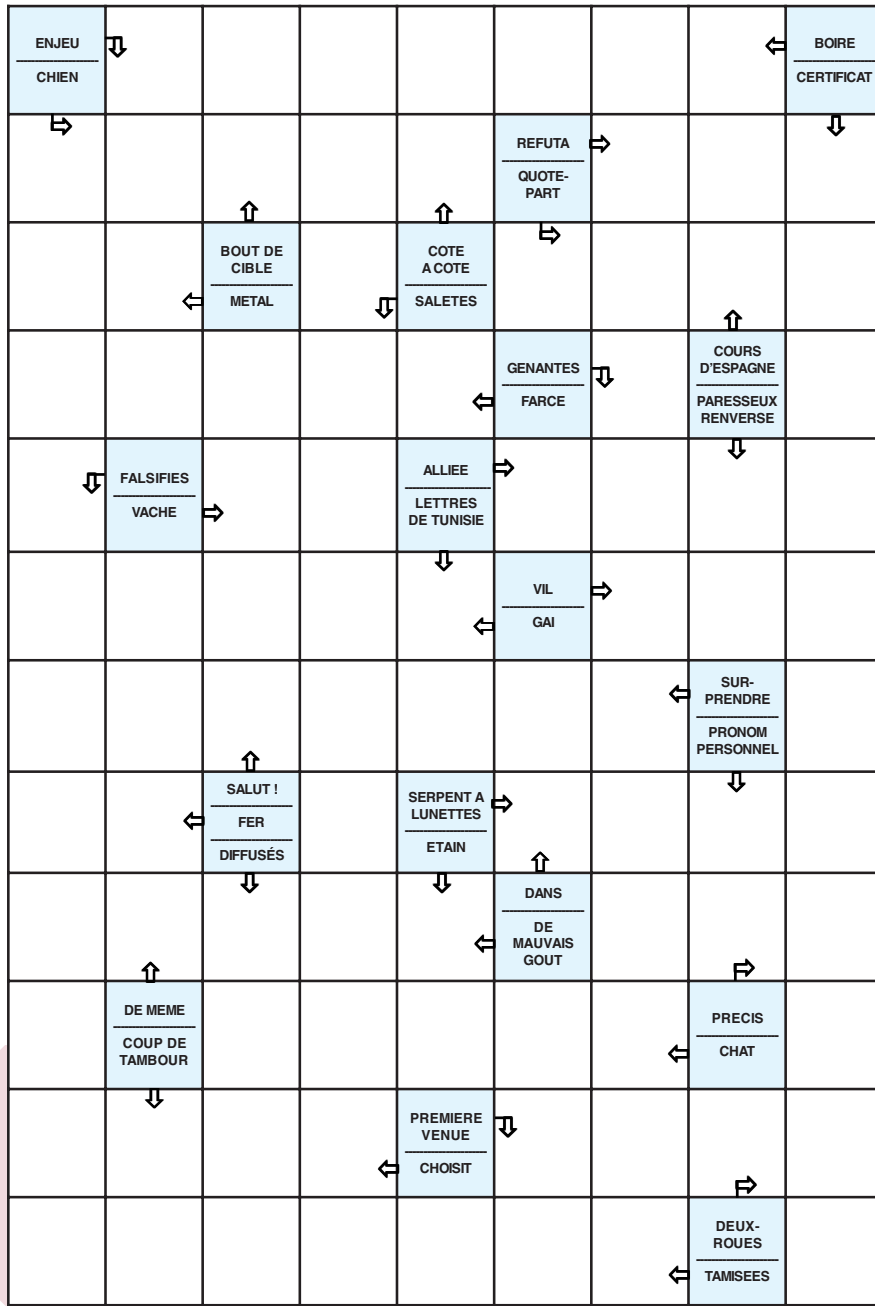 ENJEU
CHIEN
BOIRE
CERTIFICAT
REFUTA
QUOTE-
PART
BOUT DE
CIBLE
METAL
COTE
A COTE
SALETES
GENANTES
FARCE
COURS
D'ESPAGNE
PARESSEUX
RENVERSE
FALSIFIES
VACHE
ALLIEE
LETTRES
DE TUNISIE
VIL
GAI
SUR-
PRENDRE
PRONOM
PERSONNEL
SALUT !
FER
DIFFUSÉS
SERPENT A
LUNETTES
ETAIN
DANS
DE
MAUVAIS
GOUT
DE MEME
COUP DE
TAMBOUR
PRECIS
CHAT
PREMIERE
VENUE
CHOISIT
DEUX-
ROUES
TAMISEES